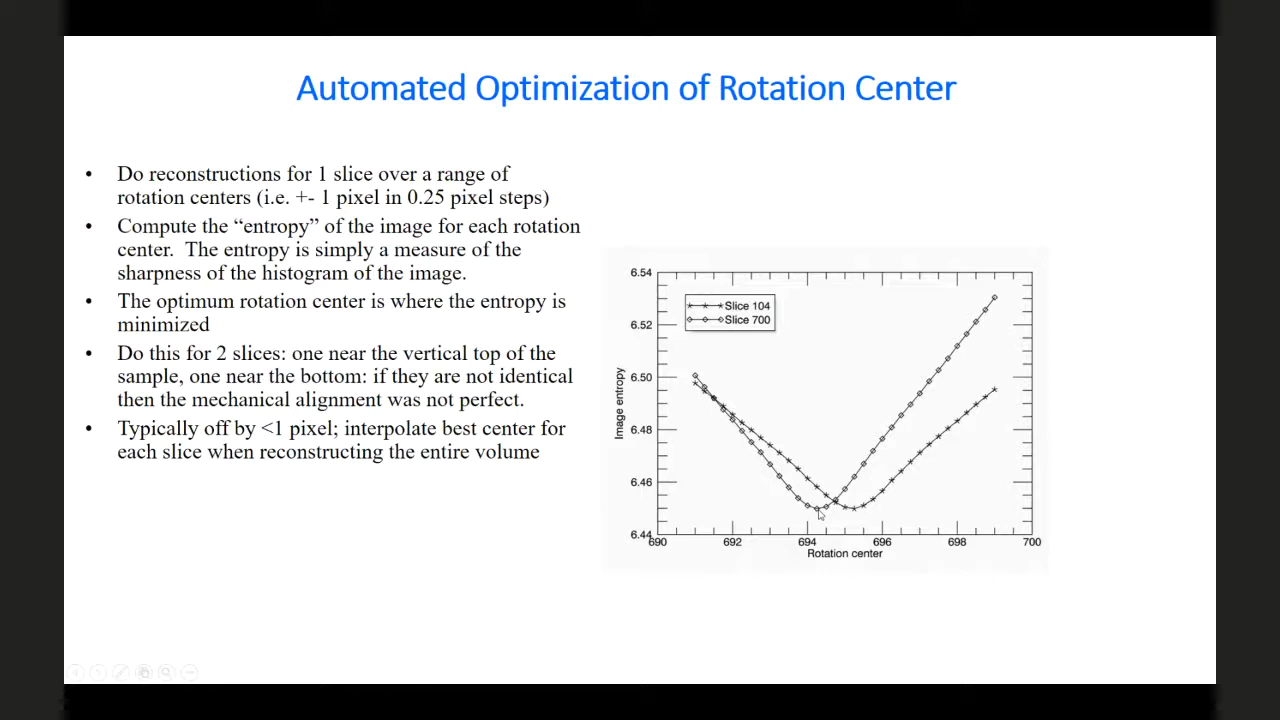 Automated Optimization of Rotation Center
• Do reconstructions for 1 slice over a range of
rotation centers (i.e. +- 1 pixel in 0.25 pixel steps)
• Compute the “entropy” of the image for each rotation
center.  The entropy is simply a measure of the
sharpness of the histogram of the image.
• The optimum rotation center is where the entropy is
minimized
• Do this for 2 slices: one near the vertical top of the
sample, one near the bottom: if they are not identical
then the mechanical alignment was not perfect.
• Typically off by <1 pixel; interpolate best center for
each slice when reconstructing the entire volume
6.54
6.52
6.50
6.48
6.46
6.44
Image entropy
Slice 104
Slice 700
690 692 694 696 698 700
Rotation center